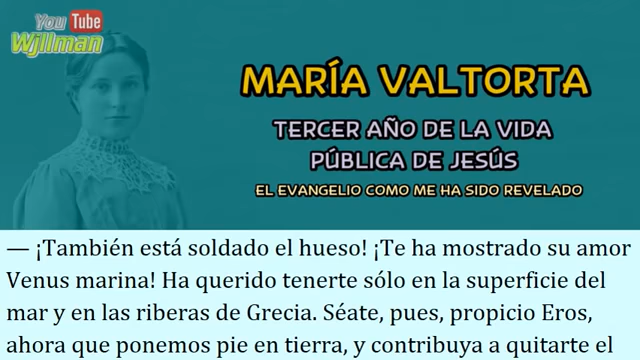 You Tube
Wjllman
MARÍA VALTORTA
TERCER AÑO DE LA VIDA
PÚBLICA DE JESÚS
EL EVANGELIO COMO ME HA SIDO REVELADO
— ¡También está soldado el hueso! ¡Te ha mostrado su amor
Venus marina! Ha querido tenerte sólo en la superficie del
mar y en las riberas de Grecia. Séate, pues, propicio Eros,
ahora que ponemos pie en tierra, y contribuya a quitarte el